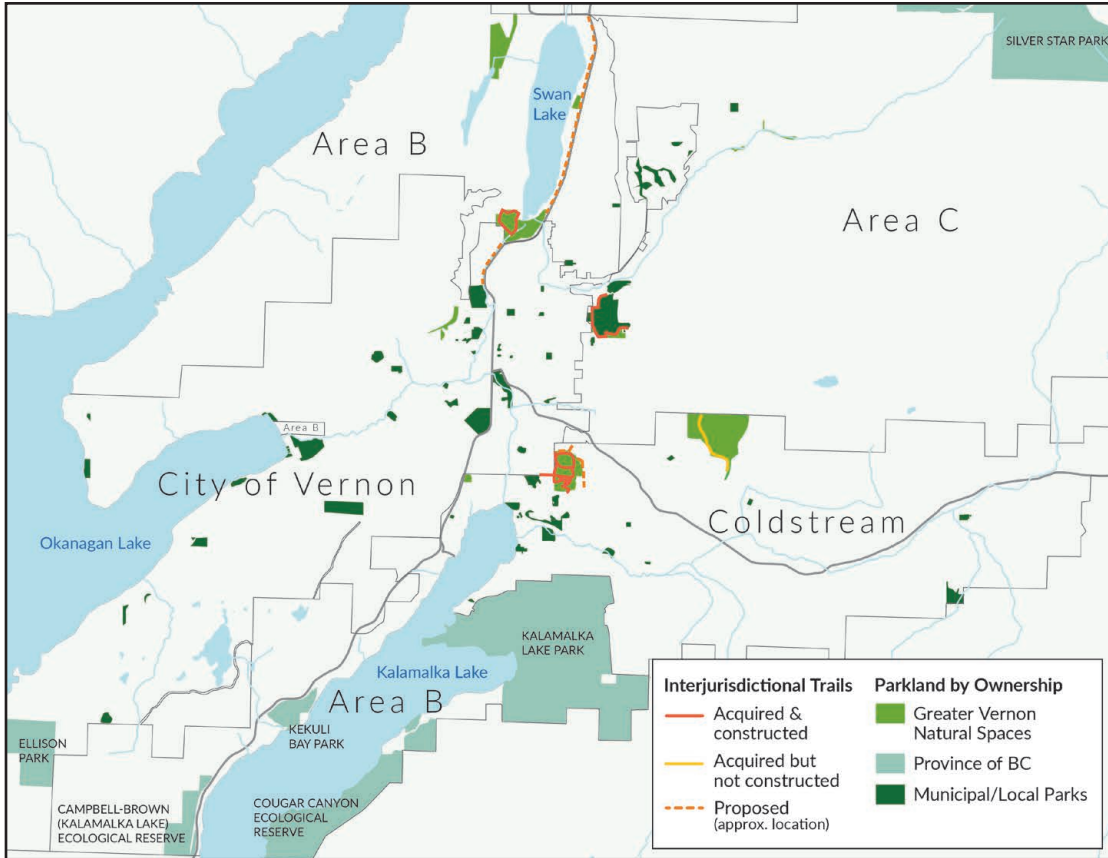 SILVER STAR PARK
Swan
Lake
Area B
Area C
Area B
City of Vernon
Okanagan Lake
Coldstream
KALAMALKA
LAKE PARK
Kalamalka Lake
Area B
KEKULI
BAY PARK
ELLISON
PARK
CAMPBELL-BROWN
(KALAMALKA LAKE)
ECOLOGICAL RESERVE
COUGAR CANYON
ECOLOGICAL
RESERVE
Interjurisdictional Trails
Acquired &
constructed
Acquired but
not constructed
Proposed
(approx. location)
Parkland by Ownership
Greater Vernon
Natural Spaces
Province of BC
Municipal/Local Parks